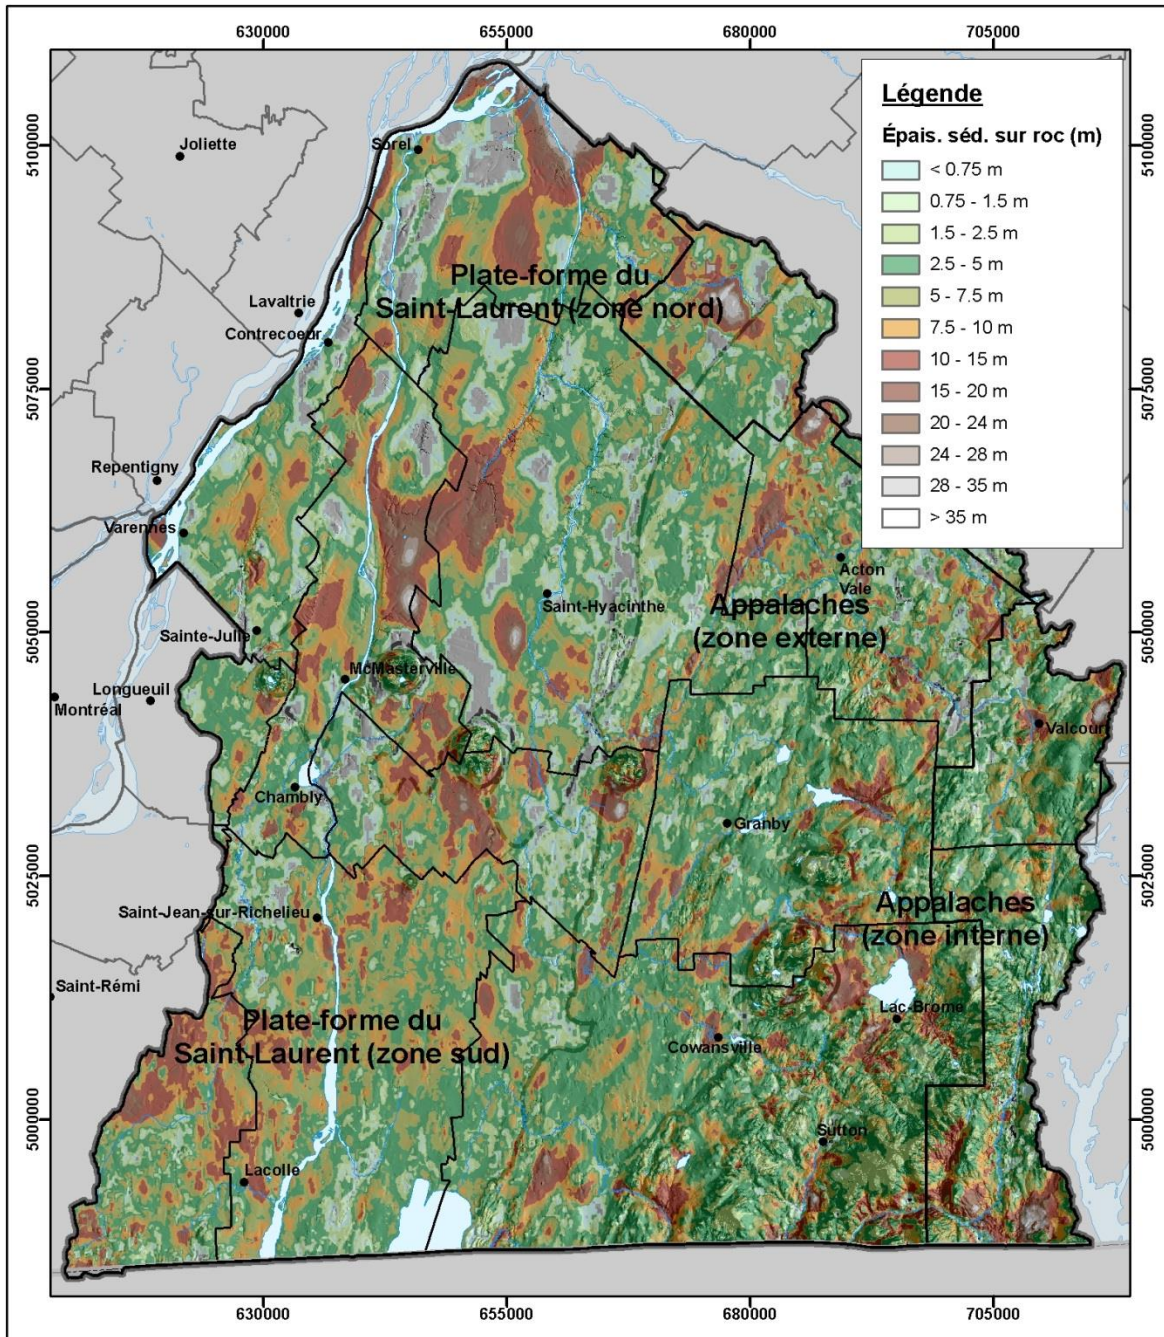 630000
655000
680000
705000
Légende
Épais. séd. sur roc (m)
< 0.75 m
0.75 - 1.5 m
1.5 - 2.5 m
2.5 - 5 m
5 - 7.5 m
7.5 - 10 m
10 - 15 m
15 - 20 m
20 - 24 m
24 - 28 m
28 - 35 m
> 35 m
5100000
5100000
Joliette
Sorel
Plate-forme du
Saint-Laurent (zone nord)
Lavaltrie
Contrecoeur
5075000
5075000
Repentigny
Varennes
Acton
Vale
Saint-Hyacinthe
Appalaches
(zone externe)
5050000
5050000
Sainte-Julie
McMasterville
Longueuil
Montréal
Valcourt
Chambly
Granby
5025000
5025000
Saint-Jean-sur-Richelieu
Appalaches
(zone interne)
Saint-Rémi
Lac-Brome
Plate-forme du
Saint-Laurent (zone sud)
Cowansville
5000000
5000000
Sutton
Lacolle
630000
655000
680000
705000